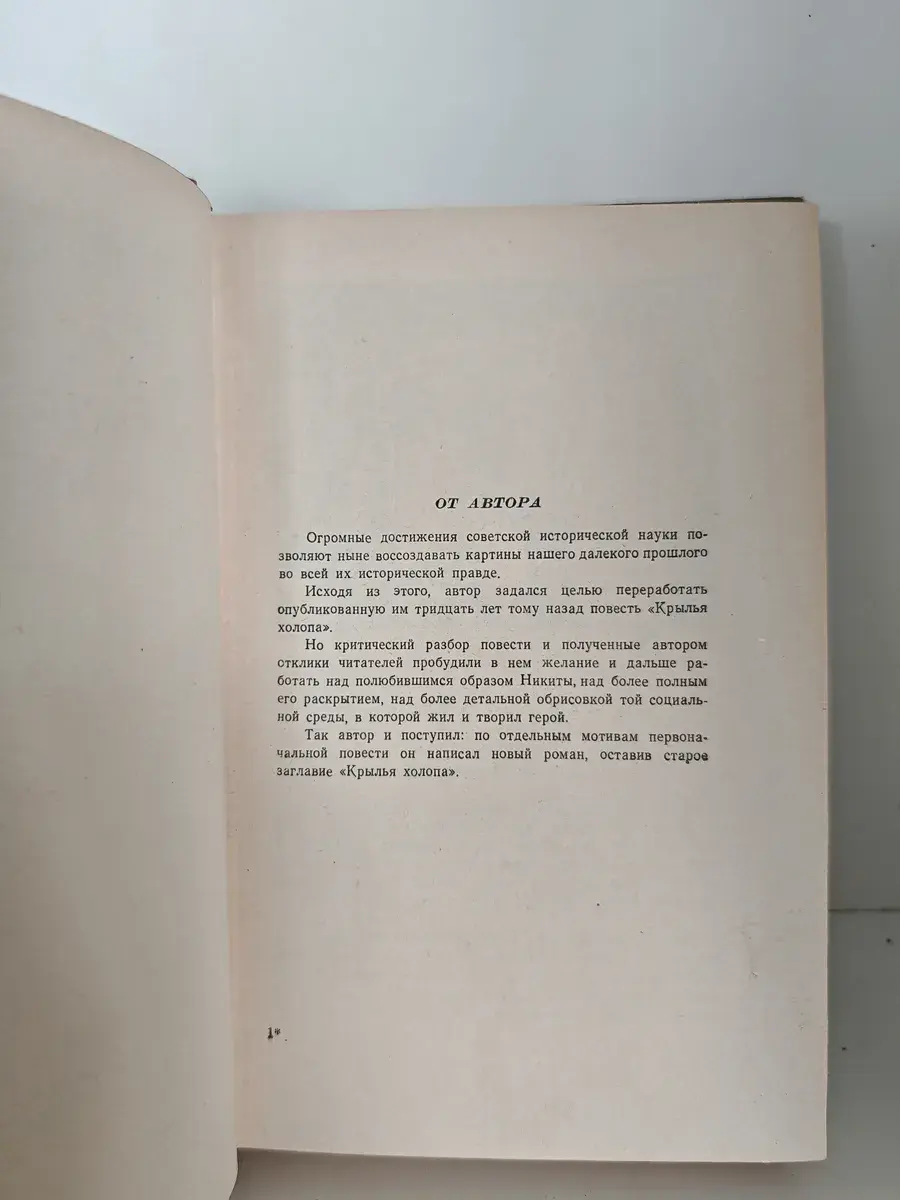 ОТ АВТОРА
Огромные достижения советской исторической науки по-
зволяют ныне воссоздавать картины нашего далекого прошлого
во всей их исторической правде.
Исходя из этого, автор задался целью переработать
опубликованную им тридцать лет тому назад повесть «Крылья
холопа».
Но критический разбор повести и полученные автором
отклики читателей пробудили в нем желание и дальше ра-
ботать над полюбившимся образом Никиты, над более полным
его раскрытием, над более детальной обрисовкой той социаль-
ной среды, в которой жил и творил герой.
Так автор и поступил: по отдельным мотивам первона-
чальной повести он написал новый роман, оставив старое
заглавие «Крылья холопа».
1*